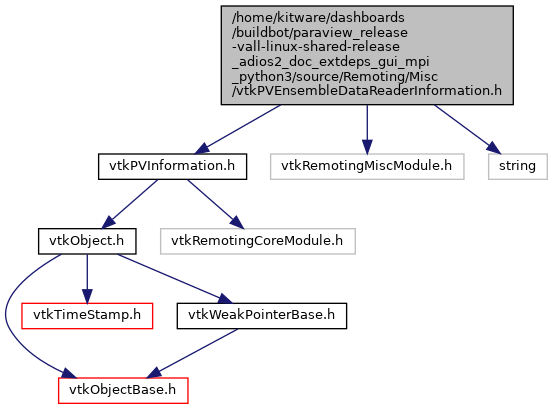 /home/kitware/dashboards
/buildbot/paraview_release
-vall-linux-shared-release
_adios2_doc_extdeps_gui_mpi
_python3/source/Remoting/Misc
/vtkPVEnsembleDataReaderInformation.h
vtkPVInformation.h
vtkRemotingMiscModule.h
string
vtkObject.h
vtkRemotingCoreModule.h
vtkTimeStamp.h
vtkWeakPointerBase.h
vtkObjectBase.h